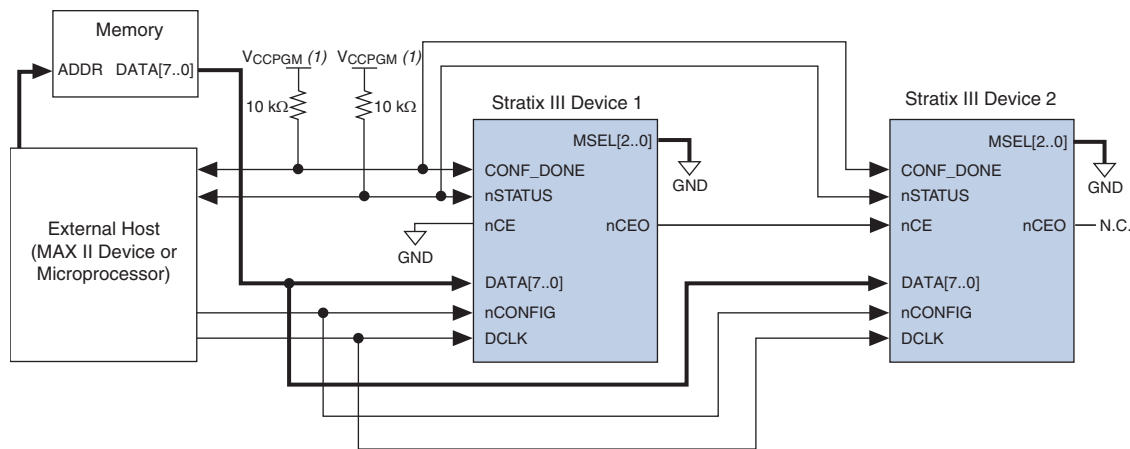 Memory
ADDR DATA[7..0]
VCCPGM (1) VCCPGM (1)
10 kΩ 10 kΩ
Stratix III Device 1
MSEL[2..0]
GND
CONF_DONE
nSTATUS
nCE nCEO
GND
DATA[7..0]
nCONFIG
DCLK
External Host
(MAX II Device or
Microprocessor)
Stratix III Device 2
MSEL[2..0]
GND
CONF_DONE
nSTATUS
nCE nCEO N.C.
DATA[7..0]
nCONFIG
DCLK